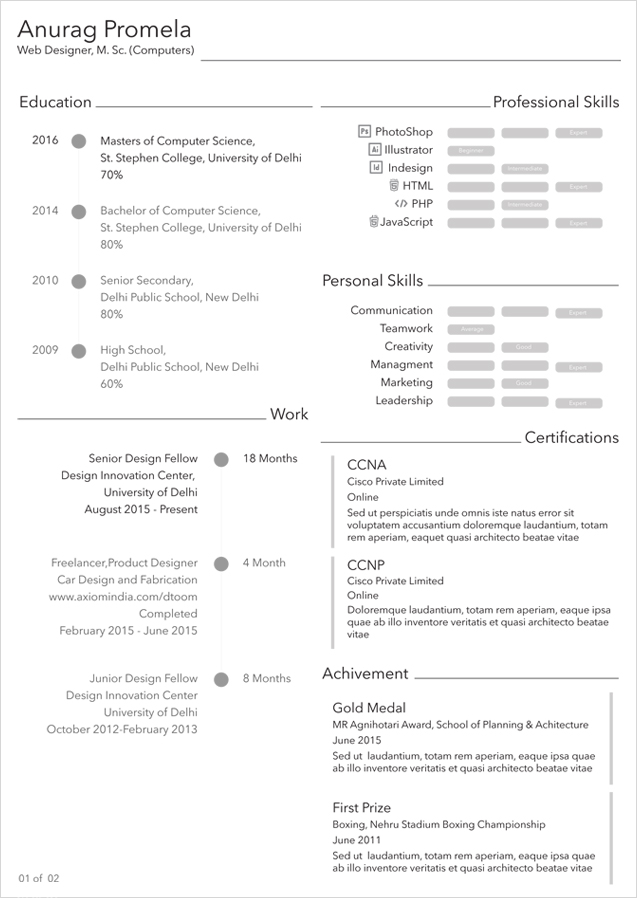 Anurag Promela
Web Designer, M. Sc. (Computers)
Education
2016
Masters of Computer Science,
St. Stephen College, University of Delhi
70%
2014
Bachelor of Computer Science,
St. Stephen College, University of Delhi
80%
2010
Senior Secondary,
Delhi Public School, New Delhi
80%
2009
High School,
Delhi Public School, New Delhi
60%
Work
Senior Design Fellow
Design Innovation Center,
University of Delhi
August 2015 - Present
18 Months
Freelancer,Product Designer
Car Design and Fabrication
www.axiomindia.com/dtoom
Completed
February 2015 - June 2015
4 Month
Junior Design Fellow
Design Innovation Center
University of Delhi
October 2012-February 2013
8 Months
01 of 02
Professional Skills
Ps PhotoShop Expert
Ai Illustrator Beginner
Id Indesign Intermediate
HTML Expert
</> PHP Intermediate
JavaScript Expert
Personal Skills
Communication Expert
Teamwork Average
Creativity Good
Managment Expert
Marketing Good
Leadership Expert
Certifications
CCNA
Cisco Private Limited
Online
Sed ut perspiciatis unde omnis iste natus error sit
voluptatem accusantium doloremque laudantium, totam
rem aperiam, eaquet quasi architecto beatae vitae
CCNP
Cisco Private Limited
Online
Doloremque laudantium, totam rem aperiam, eaque ipsa
quae ab illo inventore veritatis et quasi architecto beatae
vitae
Achivement
Gold Medal
MR Agnihotari Award, School of Planning & Achitecture
June 2015
Sed ut laudantium, totam rem aperiam, eaque ipsa quae
ab illo inventore veritatis et quasi architecto beatae vitae
First Prize
Boxing, Nehru Stadium Boxing Championship
June 2011
Sed ut laudantium, totam rem aperiam, eaque ipsa quae
ab illo inventore veritatis et quasi architecto beatae vitae